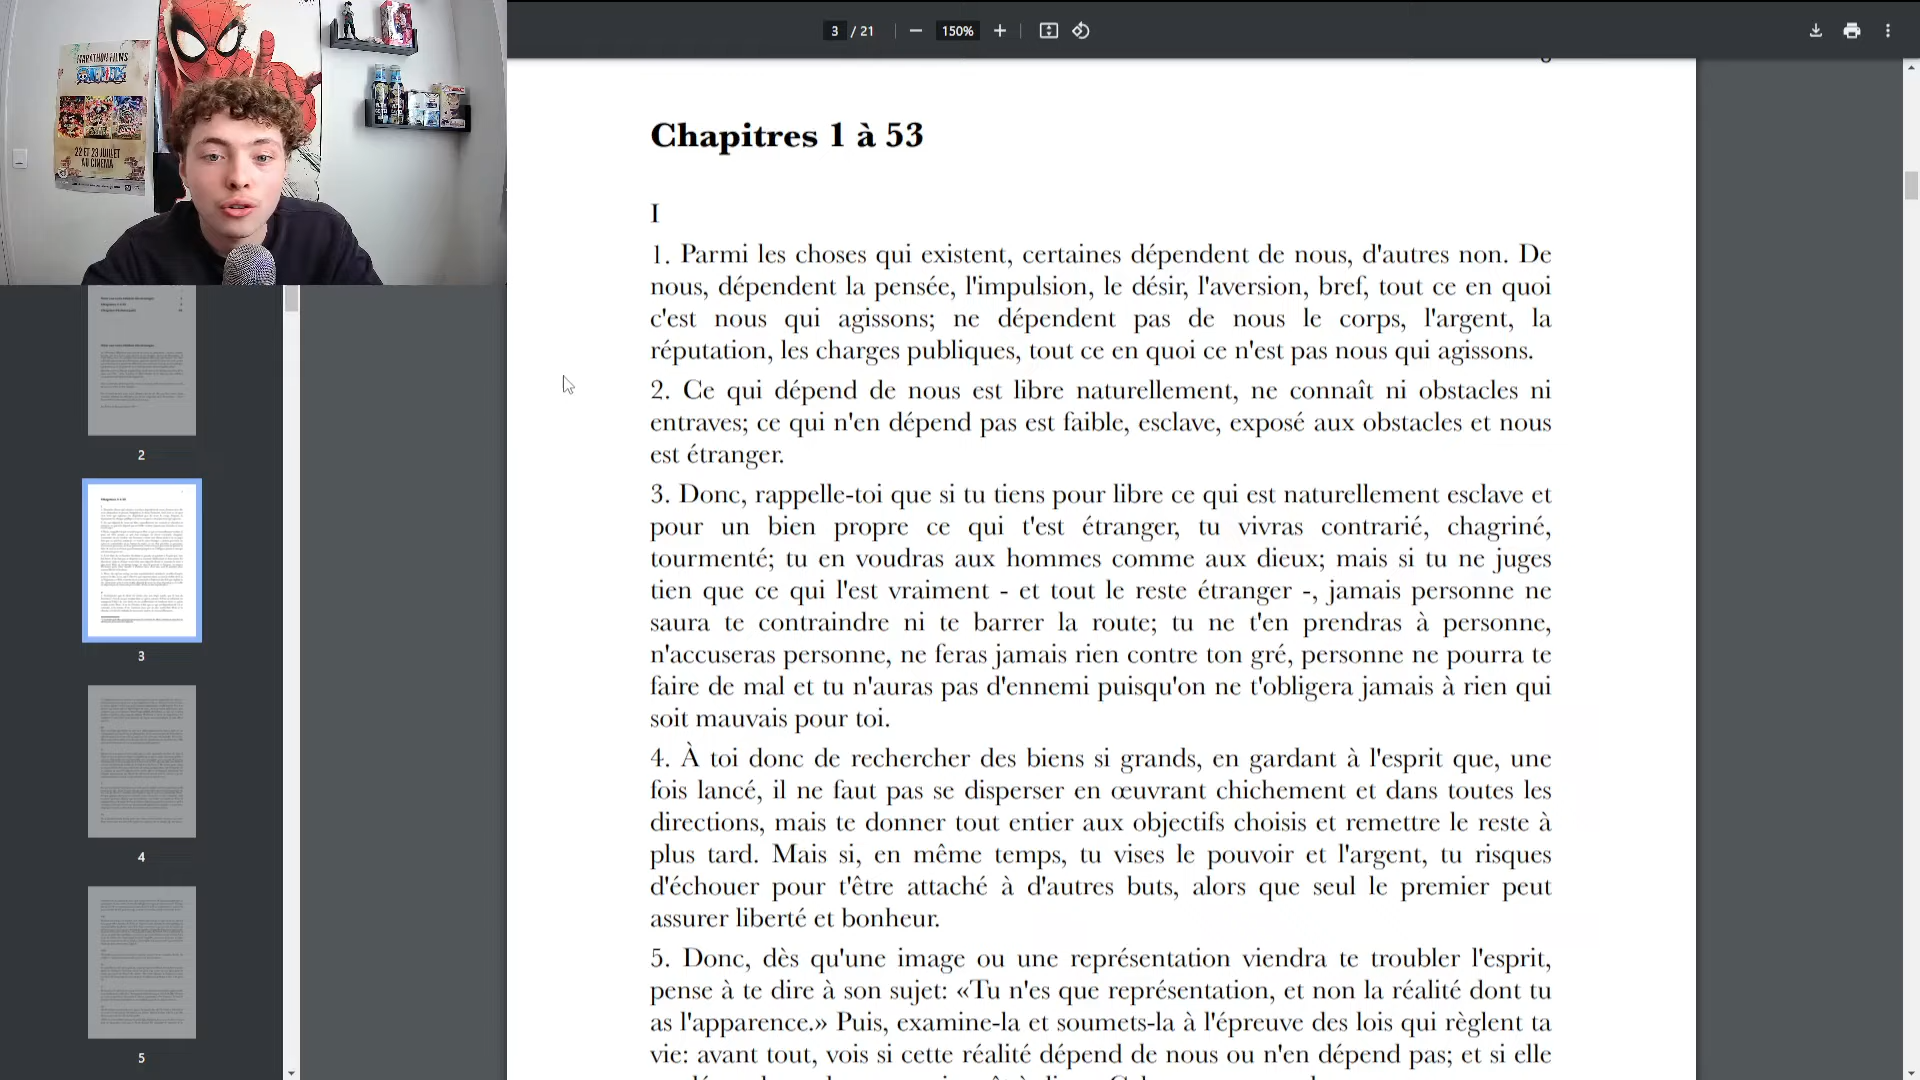 MARATHON FILMS
22 ET 23 JUILLET
AU CINEMA
3 / 21
150%
Chapitres 1 à 53
I
1. Parmi les choses qui existent, certaines dépendent de nous, d'autres non. De
nous, dépendent la pensée, l'impulsion, le désir, l'aversion, bref, tout ce en quoi
c'est nous qui agissons; ne dépendent pas de nous le corps, l'argent, la
réputation, les charges publiques, tout ce en quoi ce n'est pas nous qui agissons.
2. Ce qui dépend de nous est libre naturellement, ne connaît ni obstacles ni
entraves; ce qui n'en dépend pas est faible, esclave, exposé aux obstacles et nous
est étranger.
3. Donc, rappelle-toi que si tu tiens pour libre ce qui est naturellement esclave et
pour un bien propre ce qui t'est étranger, tu vivras contrarié, chagriné,
tourmenté; tu en voudras aux hommes comme aux dieux; mais si tu ne juges
tien que ce qui l'est vraiment - et tout le reste étranger -, jamais personne ne
saura te contraindre ni te barrer la route; tu ne t'en prendras à personne,
n'accuseras personne, ne feras jamais rien contre ton gré, personne ne pourra te
faire de mal et tu n'auras pas d'ennemi puisqu'on ne t'obligera jamais à rien qui
soit mauvais pour toi.
4. À toi donc de rechercher des biens si grands, en gardant à l'esprit que, une
fois lancé, il ne faut pas se disperser en œuvrant chichement et dans toutes les
directions, mais te donner tout entier aux objectifs choisis et remettre le reste à
plus tard. Mais si, en même temps, tu vises le pouvoir et l'argent, tu risques
d'échouer pour t'être attaché à d'autres buts, alors que seul le premier peut
assurer liberté et bonheur.
5. Donc, dès qu'une image ou une représentation viendra te troubler l'esprit,
pense à te dire à son sujet: «Tu n'es que représentation, et non la réalité dont tu
as l'apparence.» Puis, examine-la et soumets-la à l'épreuve des lois qui règlent ta
vie: avant tout, vois si cette réalité dépend de nous ou n'en dépend pas; et si elle
2
3
4
5